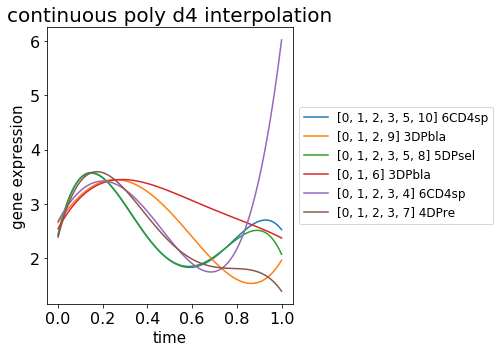 continuous poly d4 interpolation
gene expression
6
5
4
3
2
0.0 0.2 0.4 0.6 0.8 1.0
time
[0, 1, 2, 3, 5, 10] 6CD4sp
[0, 1, 2, 9] 3DPbla
[0, 1, 2, 3, 5, 8] 5DPsel
[0, 1, 6] 3DPbla
[0, 1, 2, 3, 4] 6CD4sp
[0, 1, 2, 3, 7] 4DPre